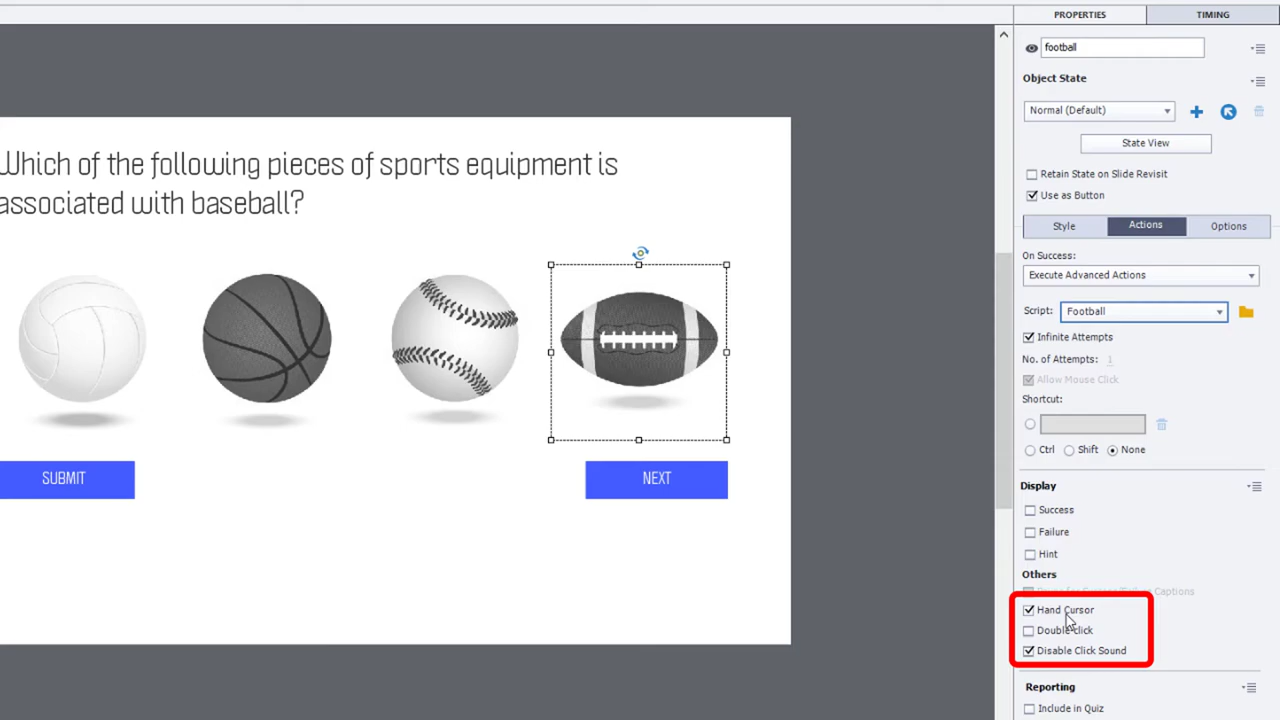 PROPERTIES
TIMING
football
Object State
Normal (Default)
State View
Retain State on Slide Revisit
Use as Button
Style
Actions
Options
On Success:
Execute Advanced Actions
Script:
Football
Infinite Attempts
No. of Attempts: 1
Allow Mouse Click
Shortcut:
Ctrl
Shift
None
Display
Success
Failure
Hint
Others
Captions
Hand Cursor
Double-click
Disable Click Sound
Reporting
Include in Quiz
Which of the following pieces of sports equipment is
associated with baseball?
SUBMIT
NEXT